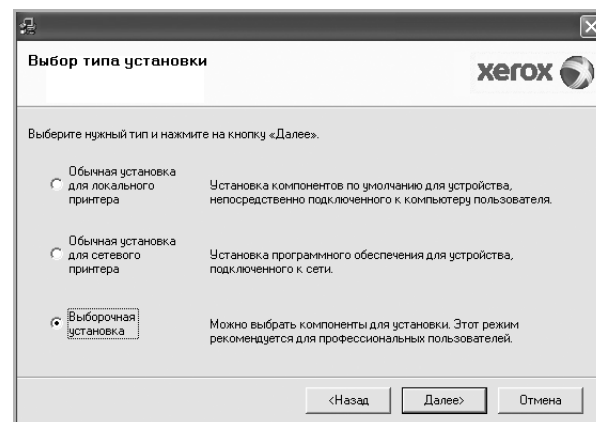 Выбор типа установки
xerox
Выберите нужный тип и нажмите на кнопку «Далее».
Обычная установка
для локального
принтера
Установка компонентов по умолчанию для устройства,
непосредственно подключенного к компьютеру пользователя.
Обычная установка
для сетевого
принтера
Установка программного обеспечения для устройства,
подключенного к сети.
Выборочная
установка
Можно выбрать компоненты для установки. Этот режим
рекомендуется для профессиональных пользователей.
<Назад
Далее>
Отмена